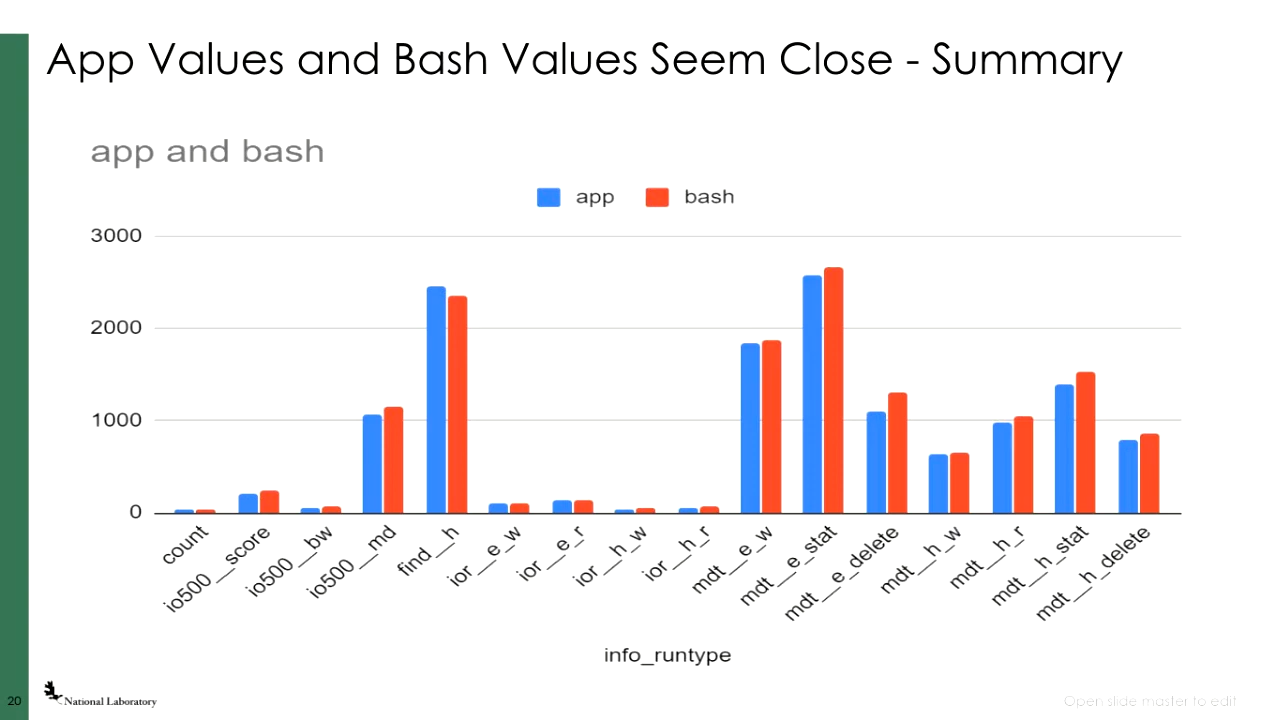 App Values and Bash Values Seem Close - Summary
app and bash
app
bash
3000
2000
1000
0
count
io500__score
io500__bw
io500__md
find__h
ior__e_w
ior__e_r
ior__h_w
ior__h_r
mdt__e_w
mdt__e_stat
mdt__e_delete
mdt__h_w
mdt__h_r
mdt__h_stat
mdt__h_delete
info_runtype
20
National Laboratory
Open slide master to edit